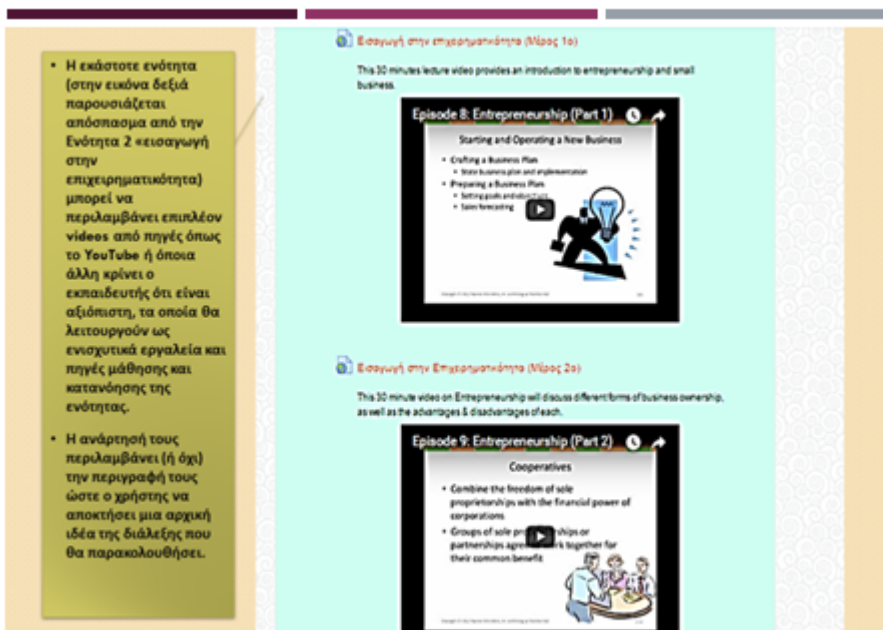 • Η εκάστοτε ενότητα
(στην εικόνα δεξιά
παρουσιάζεται
απόσπασμα από την
Ενότητα 2 «εισαγωγή
στην
επιχειρηματικότητα)
μπορεί να
περιλαμβάνει επιπλέον
videos από πηγές όπως
το YouTube ή όποια
άλλη κρίνει ο
εκπαιδευτής ότι είναι
αξιόπιστη, τα οποία θα
λειτουργούν ως
ενισχυτικά εργαλεία και
πηγές μάθησης και
κατανόησης της
ενότητας.
• Η ανάρτησή τους
περιλαμβάνει (ή όχι)
την περιγραφή τους
ώστε ο χρήστης να
αποκτήσει μια αρχική
ιδέα της διάλεξης που
θα παρακολουθήσει.
Εισαγωγή στην επιχειρηματικότητα (Μέρος 1ο)
This 30 minutes lecture video provides an introduction to entrepreneurship and small
business.
Episode 8: Entrepreneurship (Part 1)
Starting and Operating a New Business
• Crafting a Business Plan
• State business plan and implementation
• Preparing a Business Plan
• Setting goals and objectives
• Sales forecasting
Εισαγωγή στην Επιχειρηματικότητα (Μέρος 2ο)
This 30 minute video on Entrepreneurship will discuss different forms of business ownership,
as well as the advantages & disadvantages of each.
Episode 9: Entrepreneurship (Part 2)
Cooperatives
• Combine the freedom of sole
proprietorships with the financial power of
corporations
• Groups of sole
partnerships together for
their common benefit